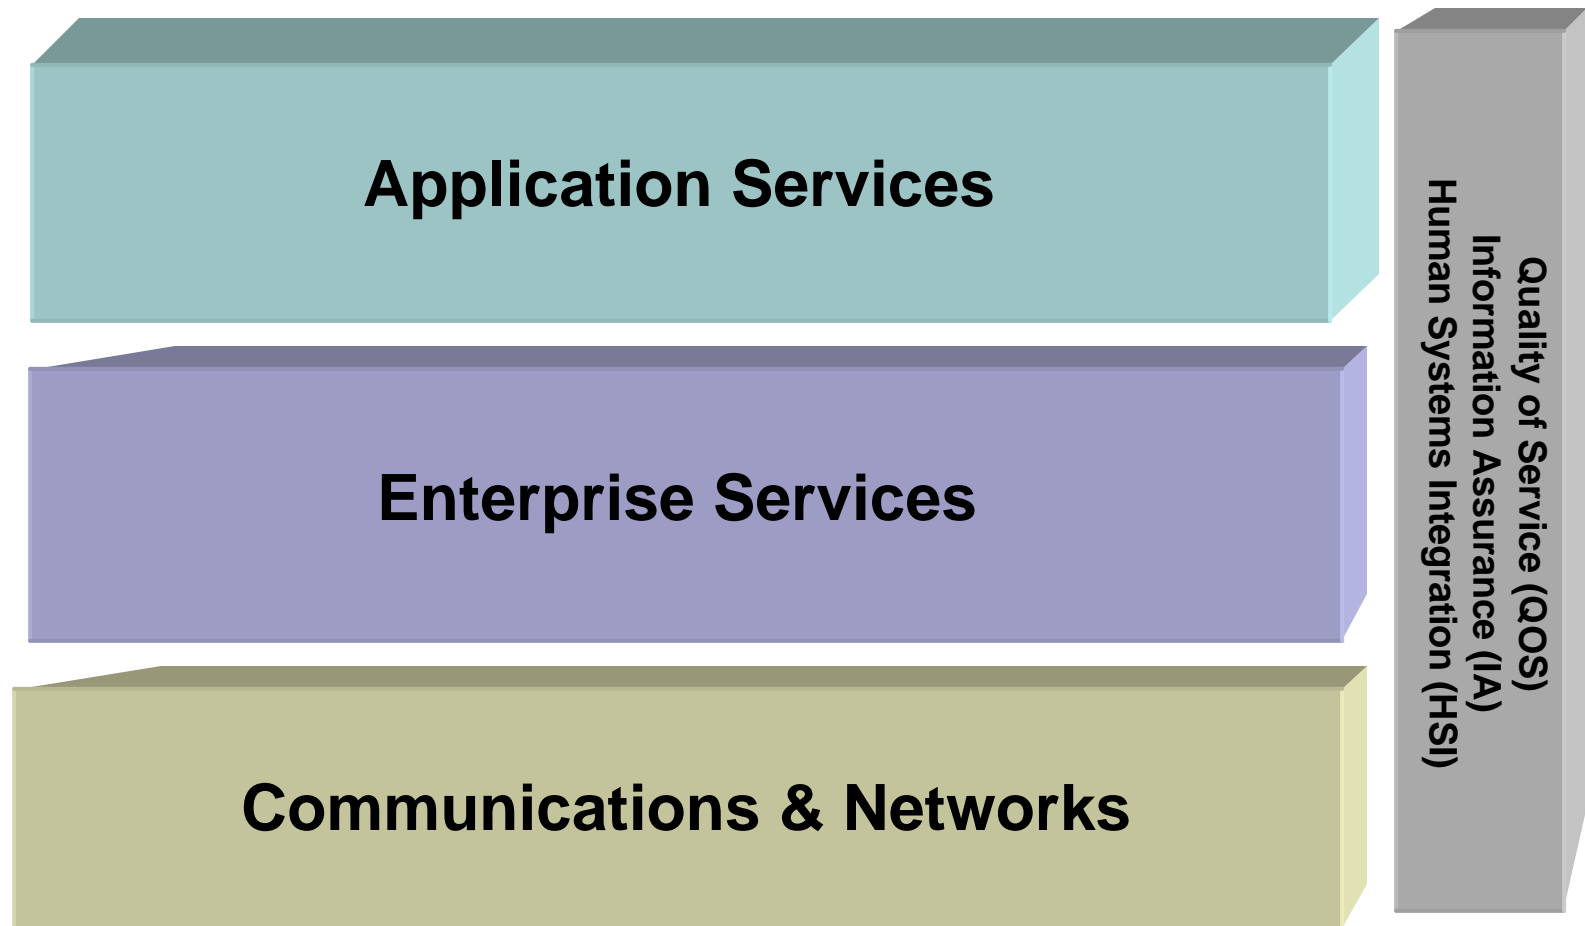 Application Services
Enterprise Services
Communications & Networks
Quality of Service (QOS)
Information Assurance (IA)
Human Systems Integration (HSI)